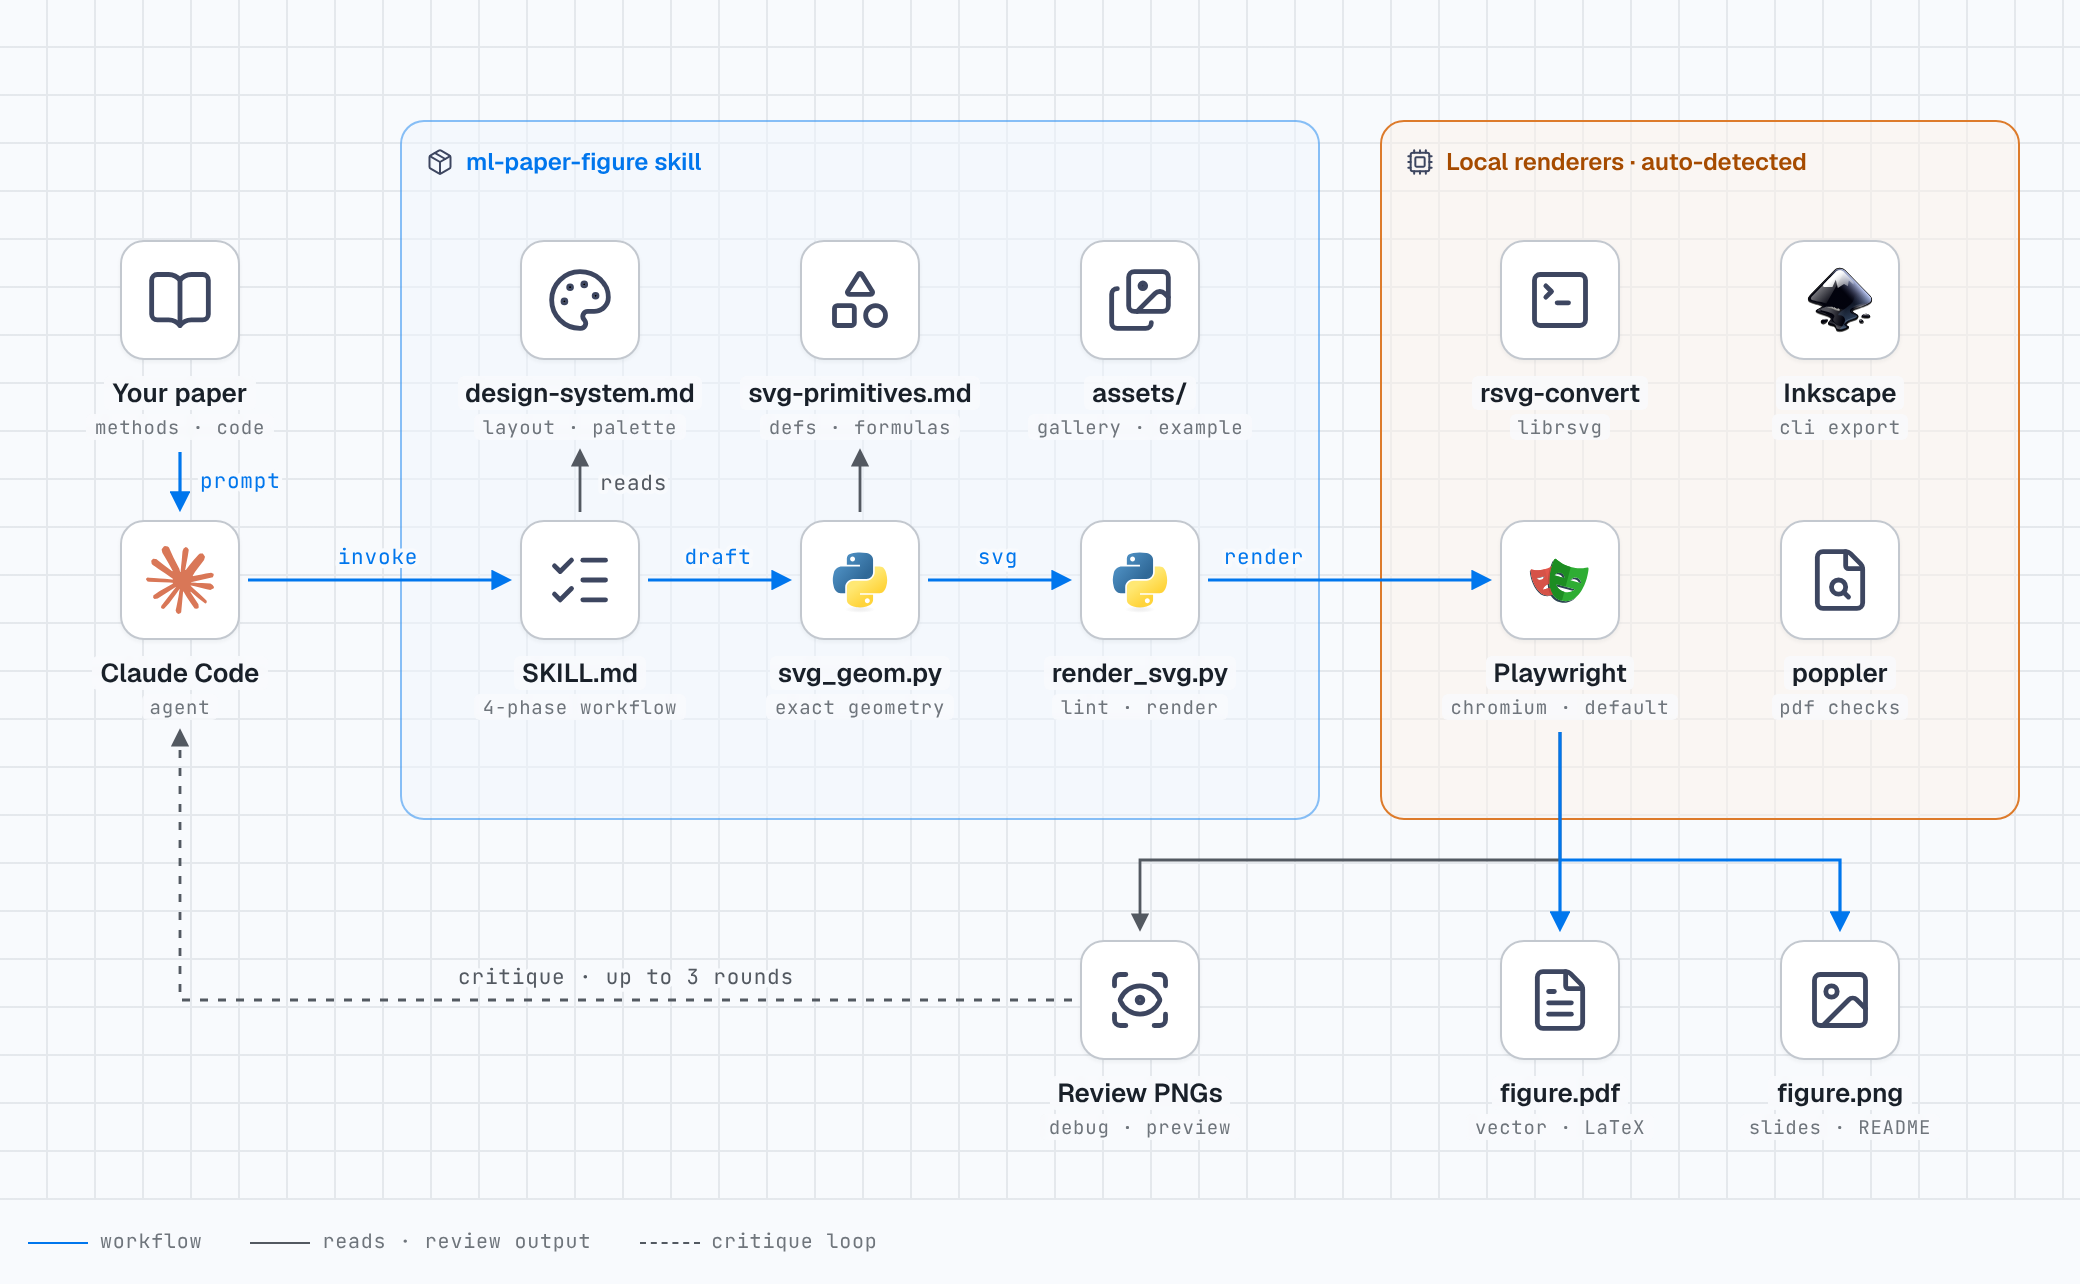 ml-paper-figure skill
Local renderers · auto-detected
Your paper
methods · code
design-system.md
layout · palette
svg-primitives.md
defs · formulas
assets/
gallery · example
rsvg-convert
librsvg
Inkscape
cli export
prompt
reads
invoke
draft
svg
render
Claude Code
agent
SKILL.md
4-phase workflow
svg_geom.py
exact geometry
render_svg.py
lint · render
Playwright
chromium · default
poppler
pdf checks
critique · up to 3 rounds
Review PNGs
debug · preview
figure.pdf
vector · LaTeX
figure.png
slides · README
workflow
reads · review output
critique loop